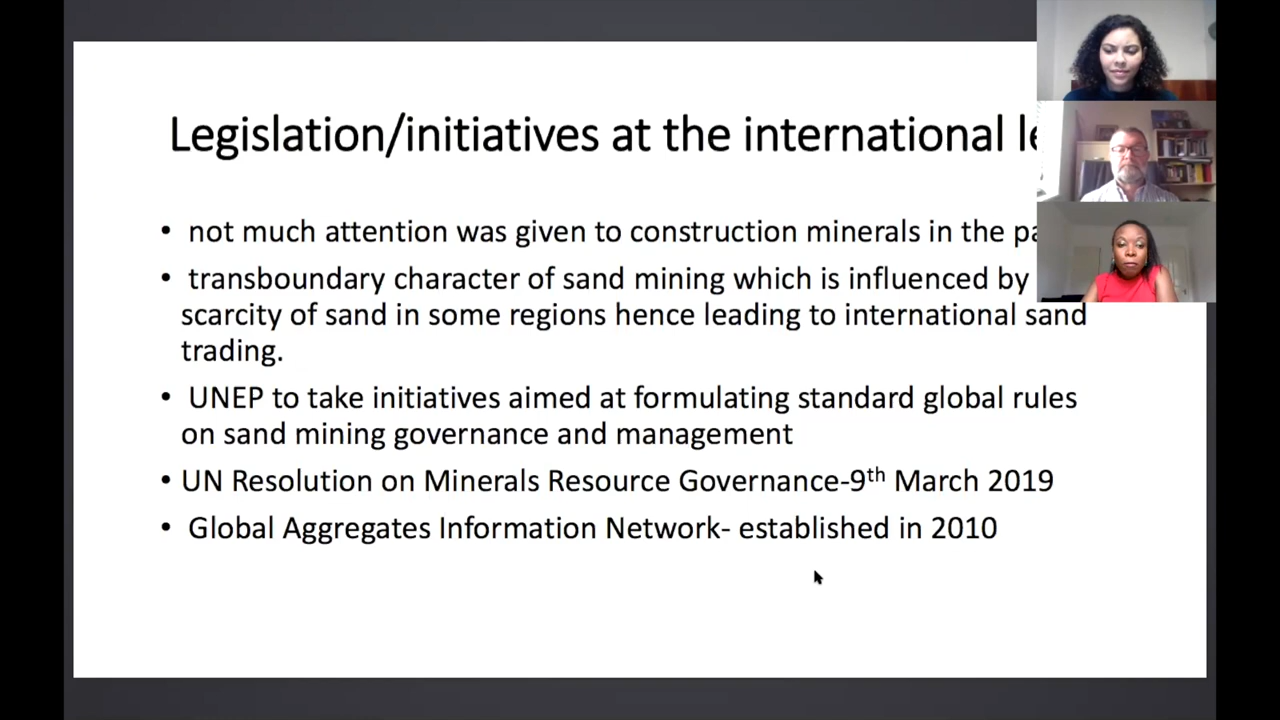 Legislation/initiatives at the international
• not much attention was given to construction minerals in the
• transboundary character of sand mining which is influenced by
scarcity of sand in some regions hence leading to international sand
trading.
• UNEP to take initiatives aimed at formulating standard global rules
on sand mining governance and management
• UN Resolution on Minerals Resource Governance-9th March 2019
• Global Aggregates Information Network- established in 2010